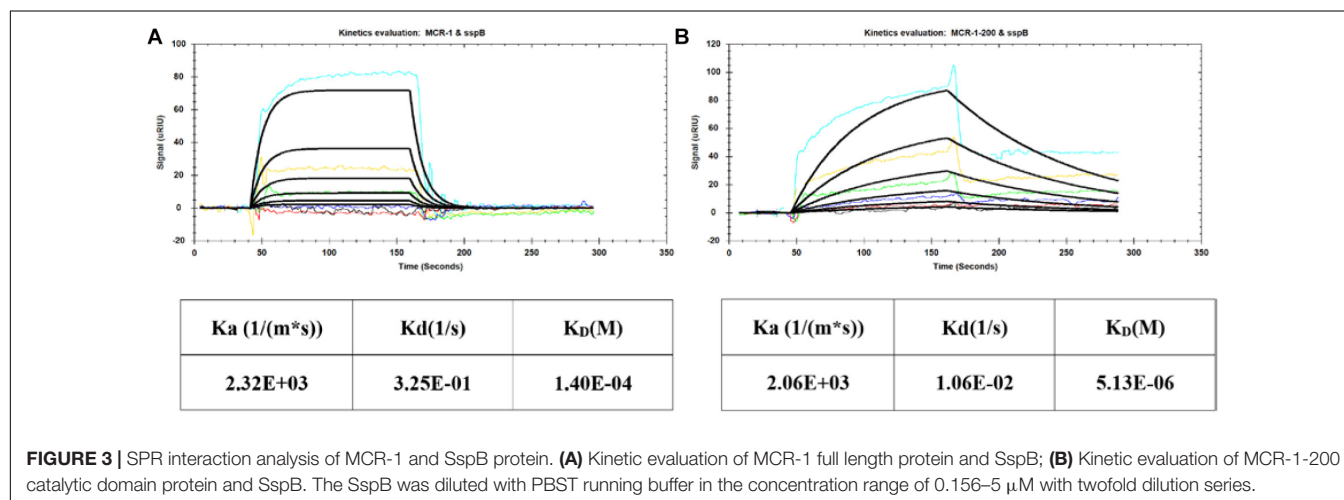 A
Kinetics evaluation: MCR-1 & sspB
100
80
60
40
20
0
-20
Signal (uRIU)
0 50 100 150 200 250 300
Time (Seconds)
B
Kinetics evaluation: MCR-1-200 & sspB
120
100
80
60
40
20
0
-20
Signal (uRIU)
0 50 100 150 200 250 300 350
Time (Seconds)
Ka (1/(m*s)) Kd(1/s) KD(M)
2.32E+03 3.25E-01 1.40E-04
Ka (1/(m*s)) Kd(1/s) KD(M)
2.06E+03 1.06E-02 5.13E-06
FIGURE 3 | SPR interaction analysis of MCR-1 and SspB protein. (A) Kinetic evaluation of MCR-1 full length protein and SspB; (B) Kinetic evaluation of MCR-1-200
catalytic domain protein and SspB. The SspB was diluted with PBST running buffer in the concentration range of 0.156–5 μM with twofold dilution series.